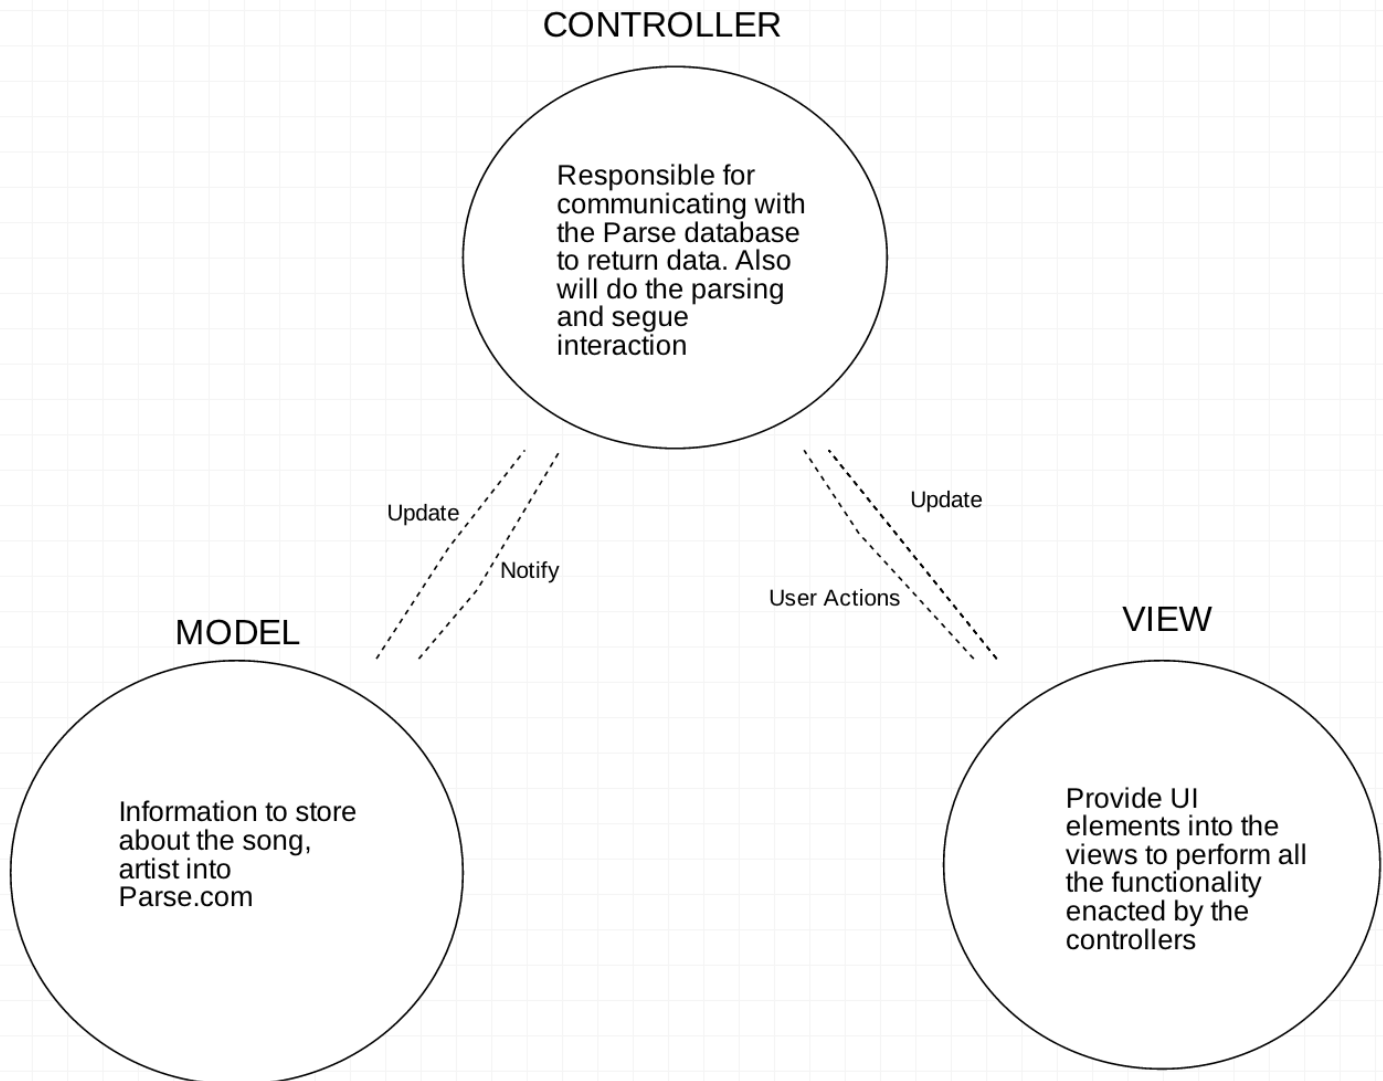 CONTROLLER
Responsible for
communicating with
the Parse database
to return data. Also
will do the parsing
and segue
interaction
Update
Notify
Update
User Actions
MODEL
Information to store
about the song,
artist into
Parse.com
VIEW
Provide UI
elements into the
views to perform all
the functionality
enacted by the
controllers